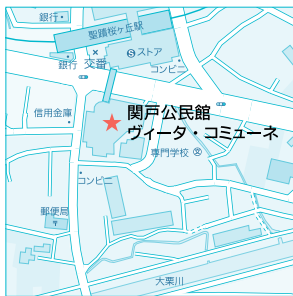 銀行
聖蹟桜ヶ丘駅
Sストア
銀行
交番
コンビニ
信用金庫
関戸公民館
ヴィータ・コミューネ
専門学校
コンビニ
郵便局
大栗川